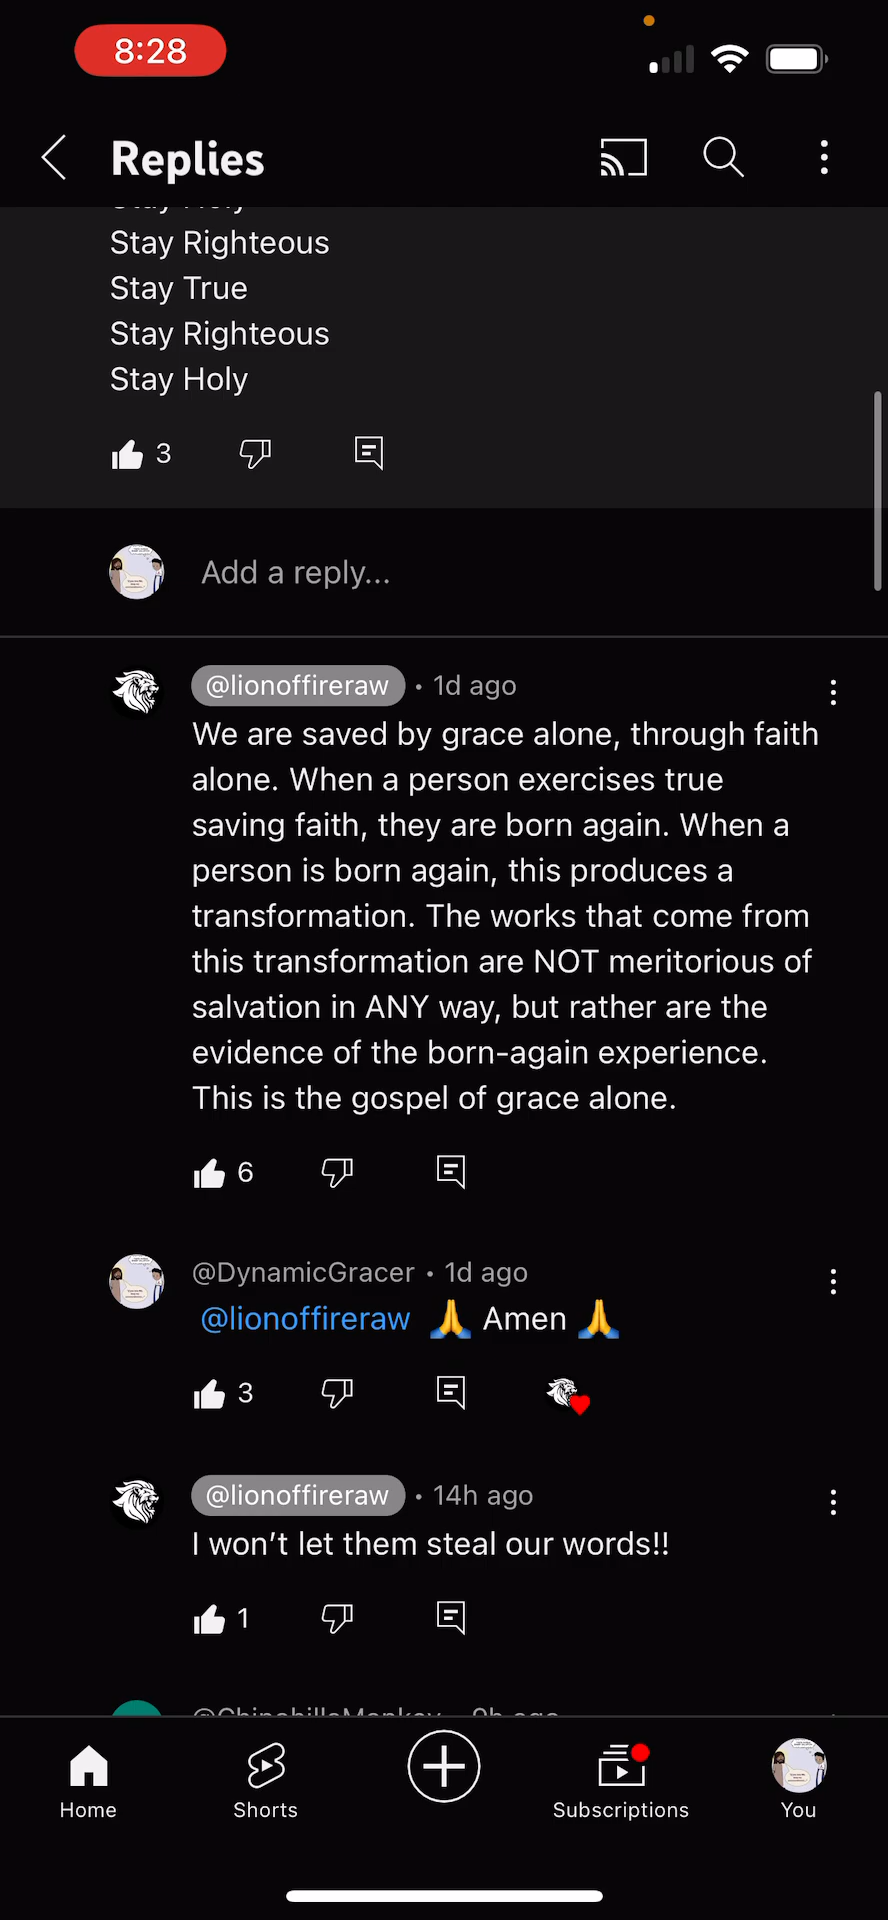 8:28
Replies
Stay Holy
Stay Righteous
Stay True
Stay Righteous
Stay Holy
3
Add a reply...
@lionoffireraw • 1d ago
We are saved by grace alone, through faith
alone. When a person exercises true
saving faith, they are born again. When a
person is born again, this produces a
transformation. The works that come from
this transformation are NOT meritorious of
salvation in ANY way, but rather are the
evidence of the born-again experience.
This is the gospel of grace alone.
6
@DynamicGracer • 1d ago
@lionoffireraw 🙏 Amen 🙏
3
@lionoffireraw • 14h ago
I won’t let them steal our words!!
1
9h ago
Home
Shorts
Subscriptions
You